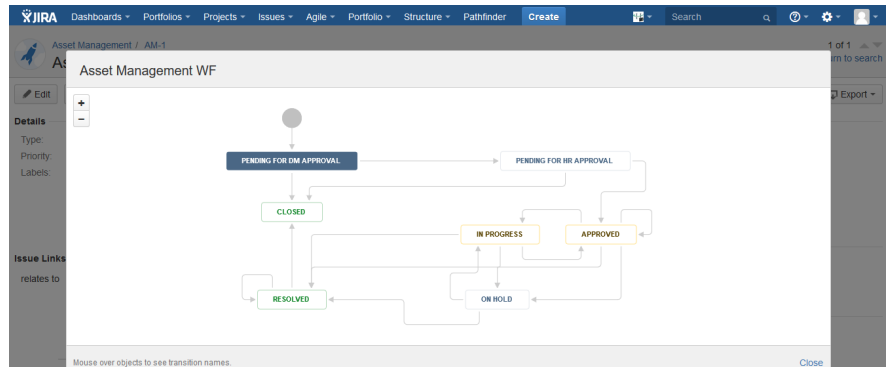 JIRA Dashboards Portfolios Projects Issues Agile Portfolio Structure Pathfinder Create Search
Asset Management / AM-1
1 of 1
As
rn to search
Asset Management WF
Edit
Export
+
−
Details
Type:
Priority:
Labels:
PENDING FOR DM APPROVAL
PENDING FOR HR APPROVAL
CLOSED
IN PROGRESS
APPROVED
Issue Links
relates to
RESOLVED
ON HOLD
Mouse over objects to see transition names.
Close